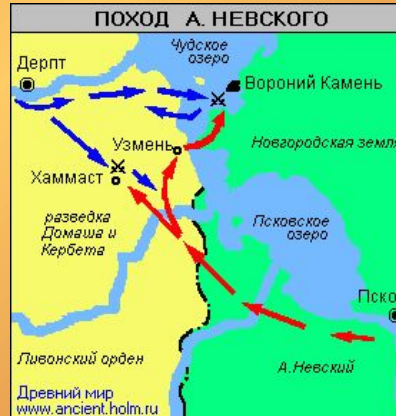 ПОХОД А. НЕВСКОГО
Чудское
озеро
Дерпт
Вороний Камень
Узмень
Новгородская земля
Хаммаст
разведка
Домаша и
Кербета
Псковское
озеро
Пско
Ливонский орден
А.Невский
Древний мир
www.ancient.holm.ru